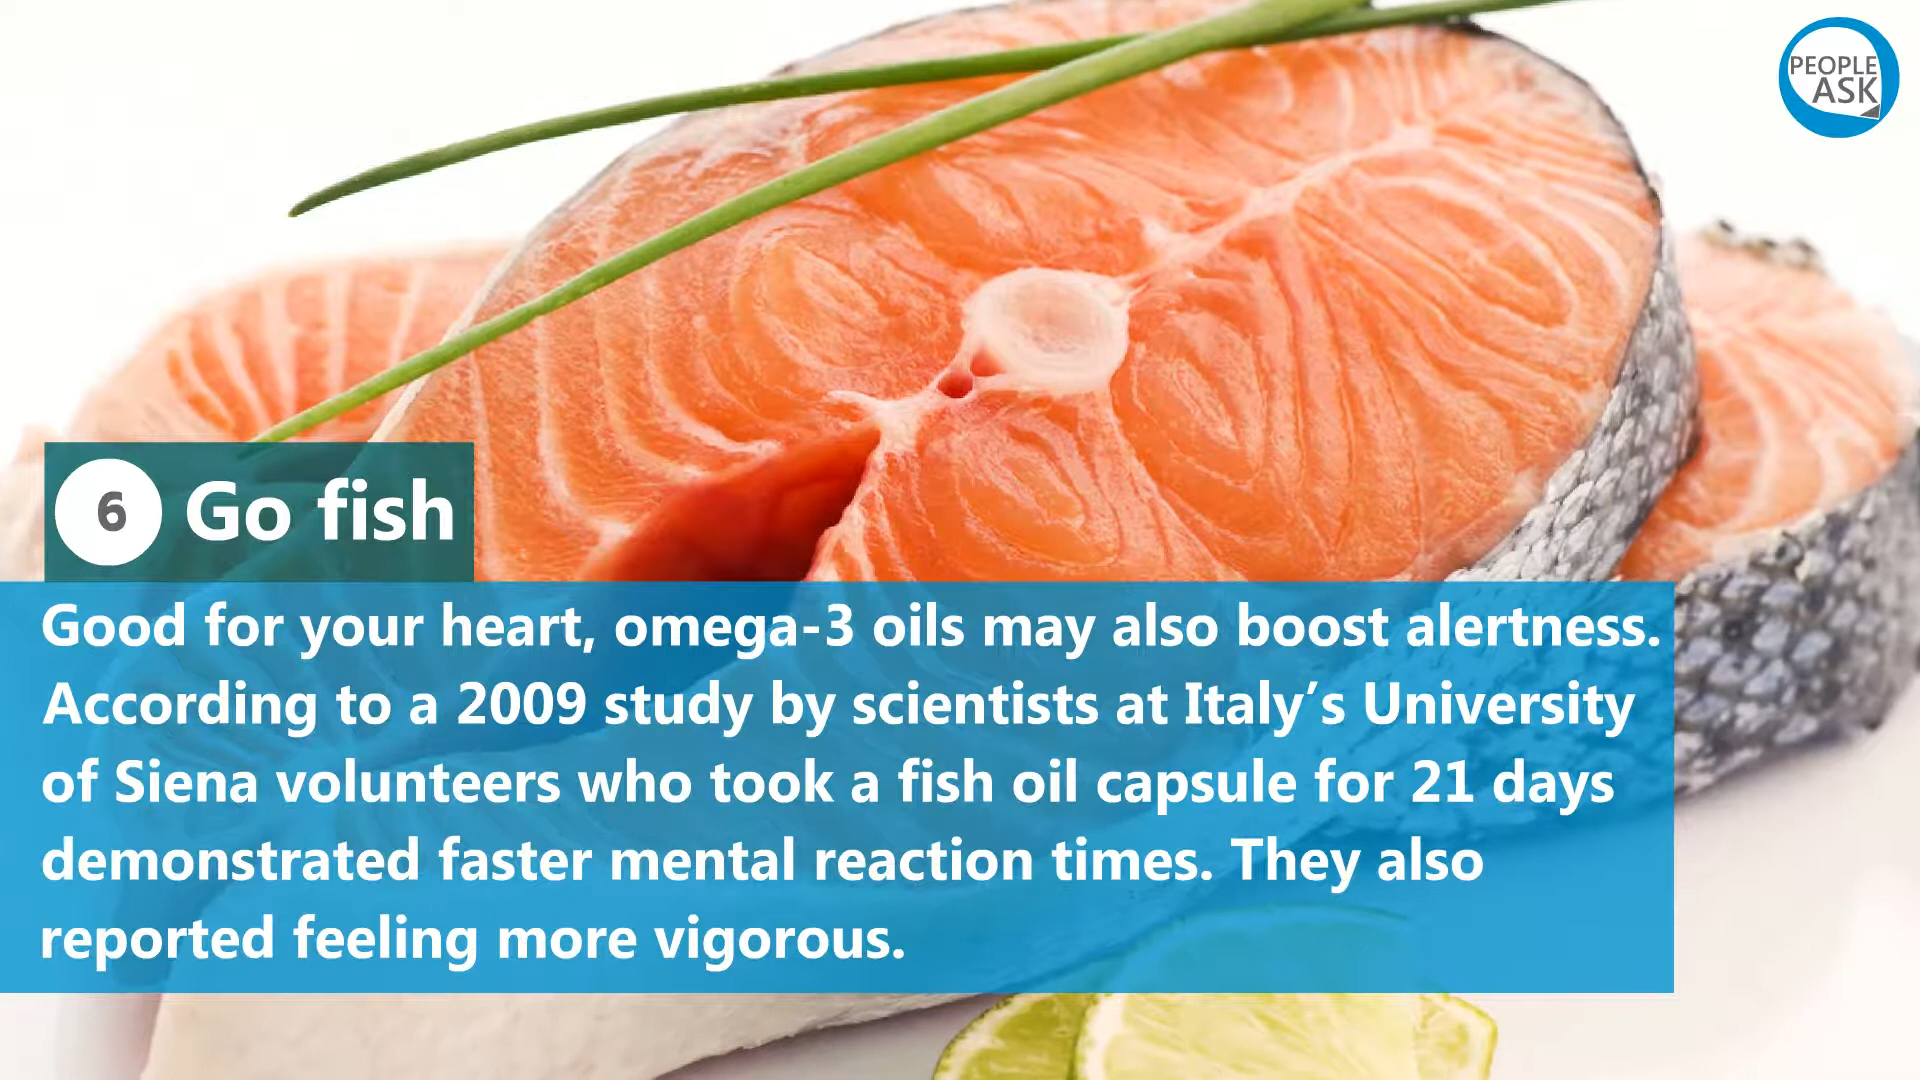 PEOPLE
ASK
6 Go fish
Good for your heart, omega-3 oils may also boost alertness.
According to a 2009 study by scientists at Italy’s University
of Siena volunteers who took a fish oil capsule for 21 days
demonstrated faster mental reaction times. They also
reported feeling more vigorous.